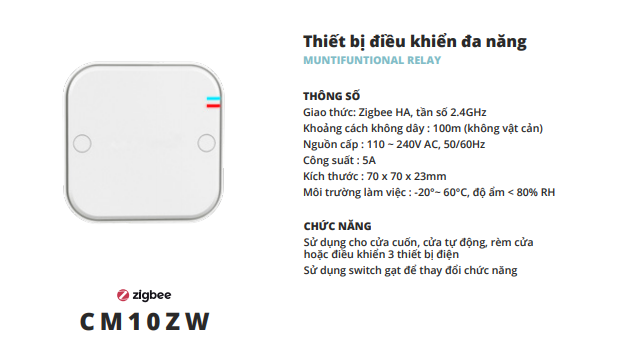 Thiết bị điều khiển đa năng
MUNTIFUNTIONAL RELAY
THÔNG SỐ
Giao thức: Zigbee HA, tần số 2.4GHz
Khoảng cách không dây : 100m (không vật cản)
Nguồn cấp : 110 ~ 240V AC, 50/60Hz
Công suất : 5A
Kích thước : 70 x 70 x 23mm
Môi trường làm việc : -20°~ 60°C, độ ẩm < 80% RH
CHỨC NĂNG
Sử dụng cho cửa cuốn, cửa tự động, rèm cửa
hoặc điều khiển 3 thiết bị điện
Sử dụng switch gạt để thay đổi chức năng
zigbee
CM10ZW